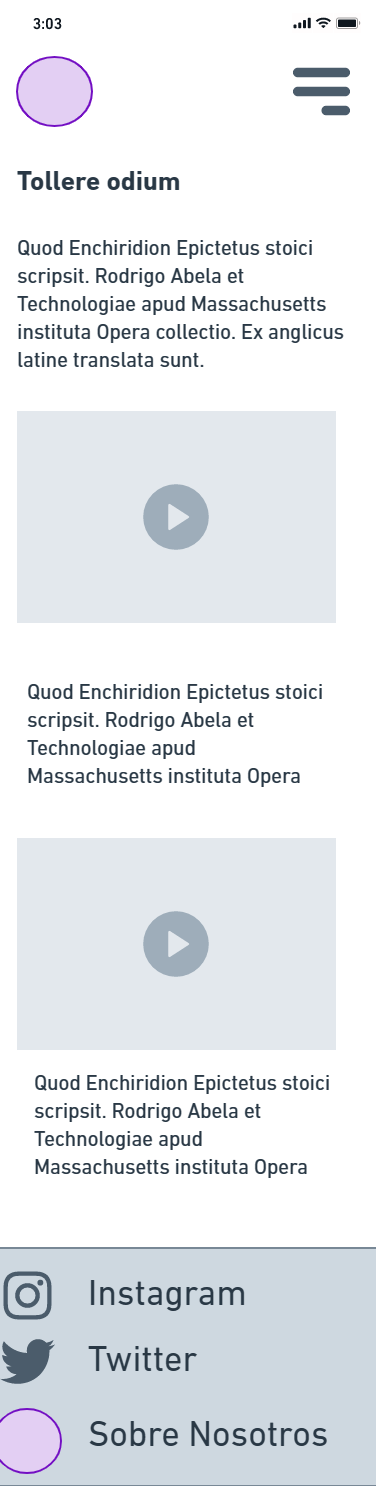 3:03
Tollere odium
Quod Enchiridion Epictetus stoici
scripsit. Rodrigo Abela et
Technologiae apud Massachusetts
instituta Opera collectio. Ex anglicus
latine translata sunt.
Quod Enchiridion Epictetus stoici
scripsit. Rodrigo Abela et
Technologiae apud
Massachusetts instituta Opera
Quod Enchiridion Epictetus stoici
scripsit. Rodrigo Abela et
Technologiae apud
Massachusetts instituta Opera
Instagram
Twitter
Sobre Nosotros